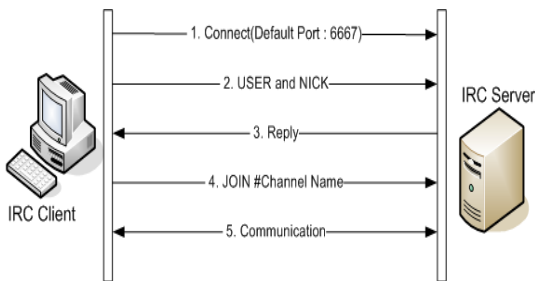 1. Connect(Default Port : 6667)
2. USER and NICK
IRC Server
3. Reply
4. JOIN #Channel Name
IRC Client
5. Communication